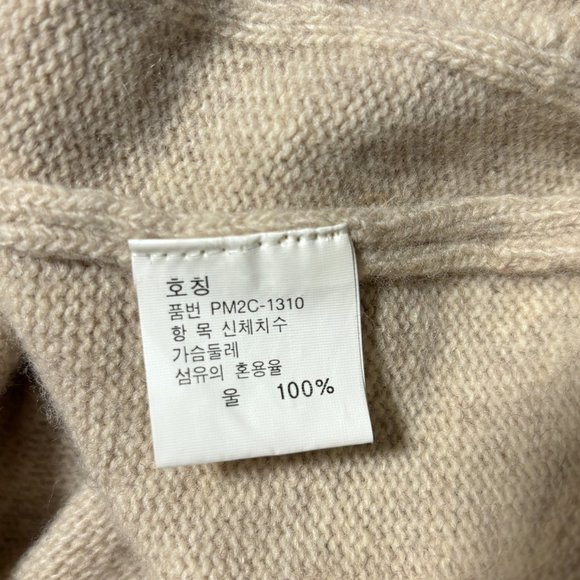 호칭
품번 PM2C-1310
항 목 신체치수
가슴둘레
섬유의 혼용율
울 100%